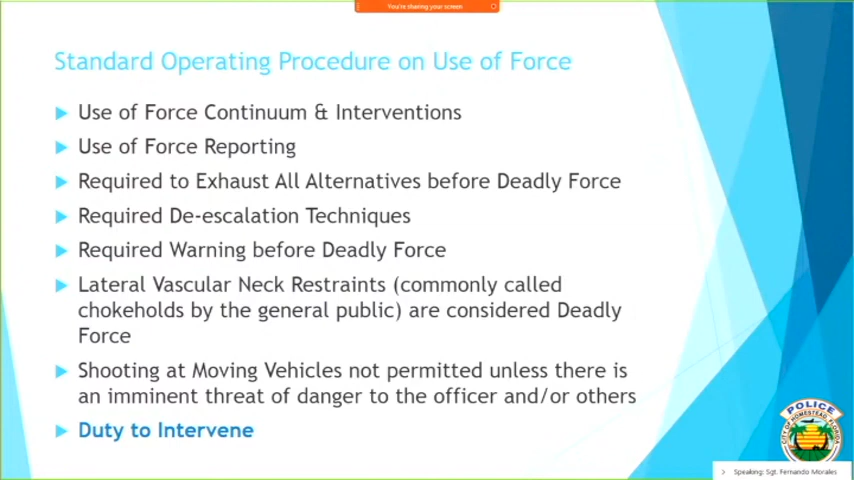 You're sharing your screen
Standard Operating Procedure on Use of Force
Use of Force Continuum & Interventions
Use of Force Reporting
Required to Exhaust All Alternatives before Deadly Force
Required De-escalation Techniques
Required Warning before Deadly Force
Lateral Vascular Neck Restraints (commonly called
chokeholds by the general public) are considered Deadly
Force
Shooting at Moving Vehicles not permitted unless there is
an imminent threat of danger to the officer and/or others
Duty to Intervene
POLICE
CITY OF HOMESTEAD, FLORIDA
Speaking: Sgt. Fernando Morales